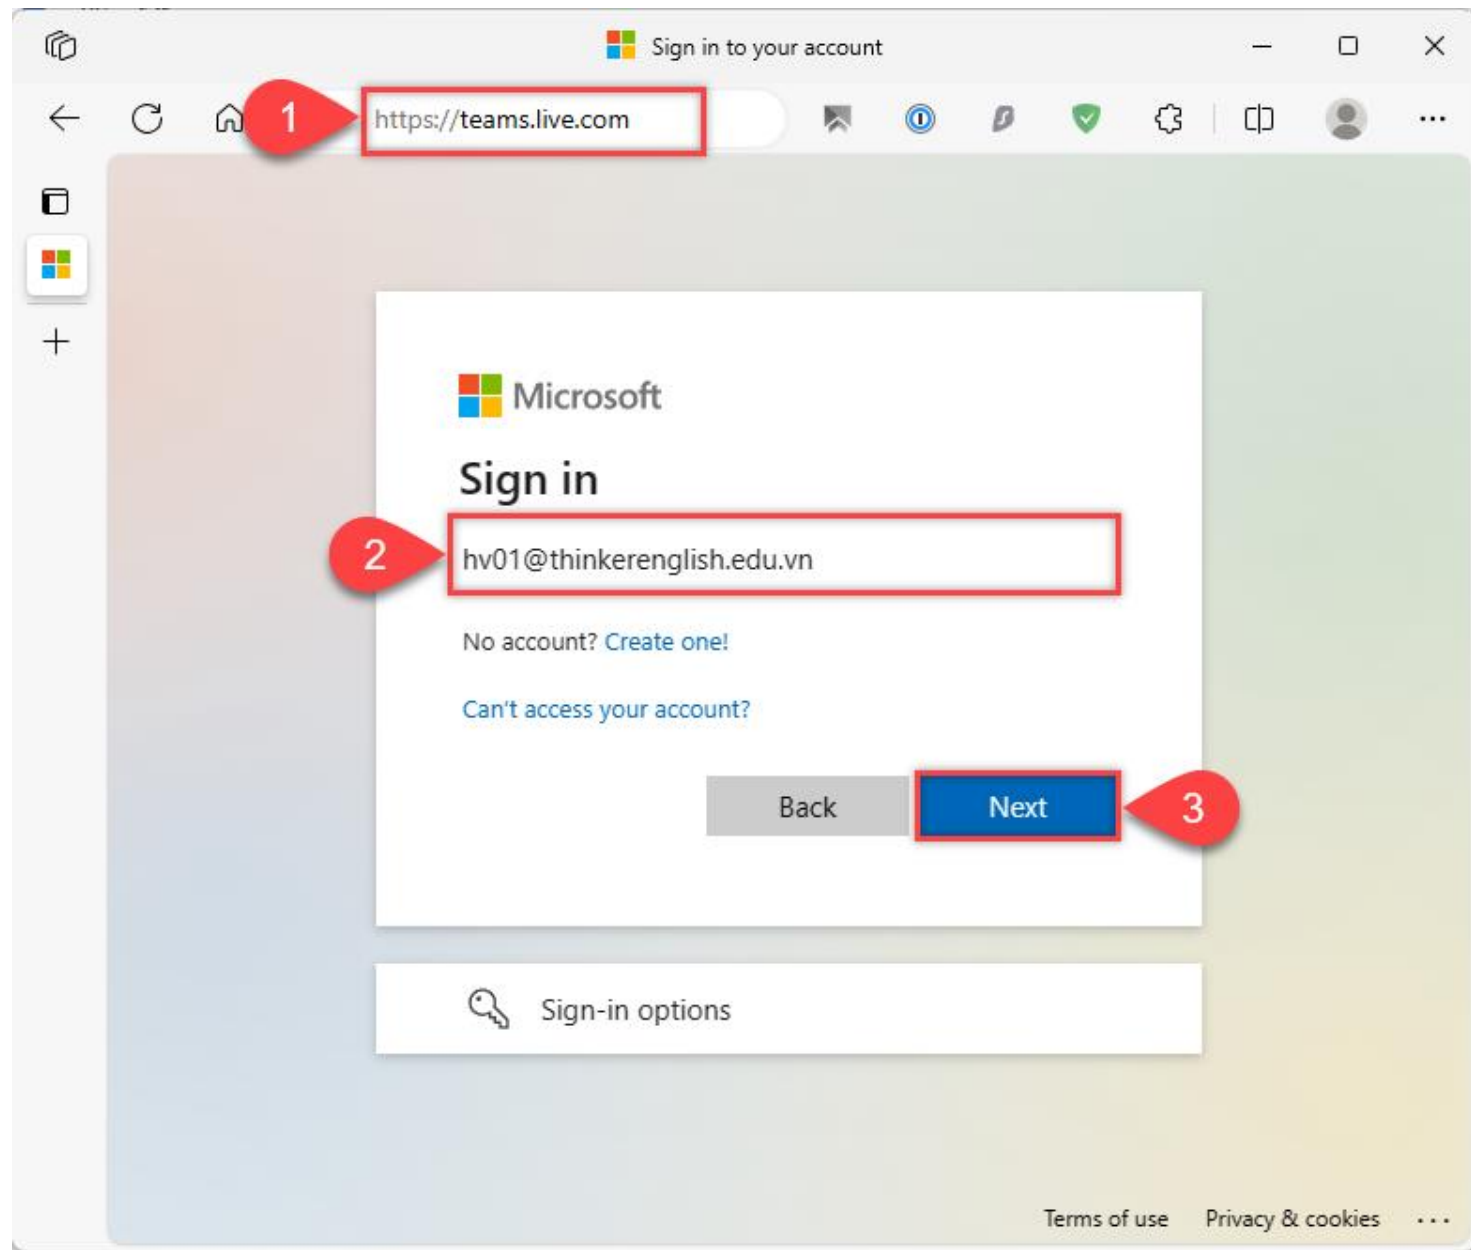 Sign in to your account
1
https://teams.live.com
Microsoft
Sign in
2
hv01@thinkerenglish.edu.vn
No account? Create one!
Can't access your account?
Back
Next
3
Sign-in options
Terms of use
Privacy & cookies